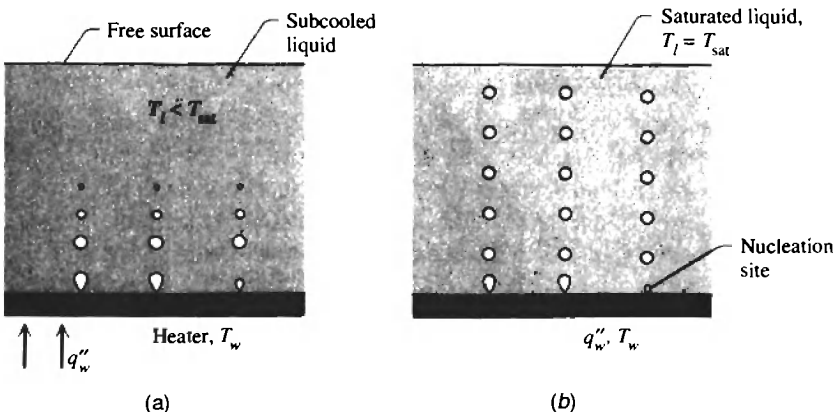 Free surface
Subcooled
liquid
T_l < T_sat
Heater, T_w
q''_w
(a)
Saturated liquid,
T_l = T_sat
Nucleation
site
q''_w, T_w
(b)